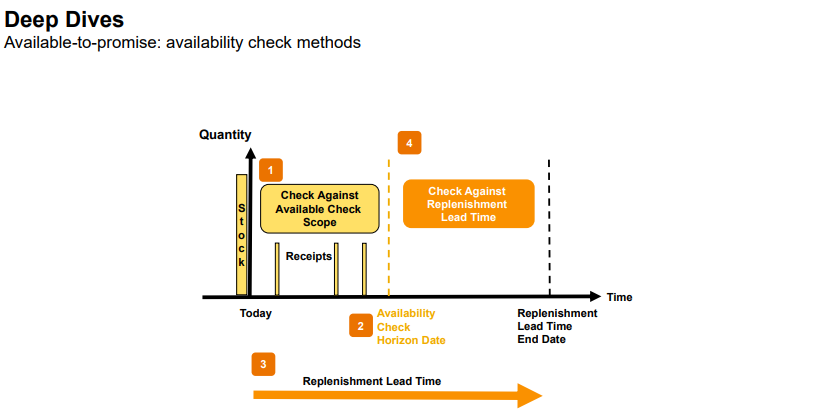 Deep Dives
Available-to-promise: availability check methods
Quantity
4
1
Check Against
Available Check
Scope
Check Against
Replenishment
Lead Time
Stock
Receipts
Time
Today
2
Availability
Check
Horizon Date
Replenishment
Lead Time
End Date
3
Replenishment Lead Time